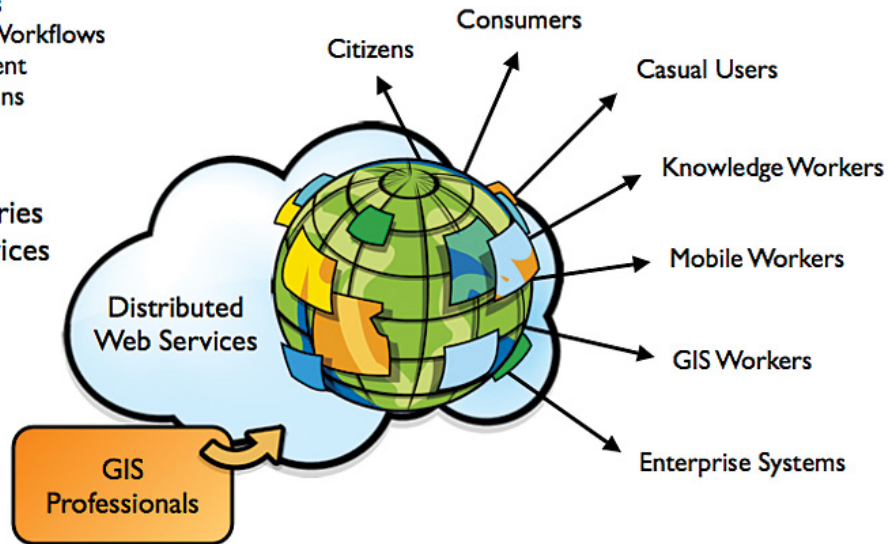 Workflows
Consumers
Citizens
Casual Users
Knowledge Workers
Mobile Workers
GIS Workers
Enterprise Systems
Distributed
Web Services
GIS
Professionals